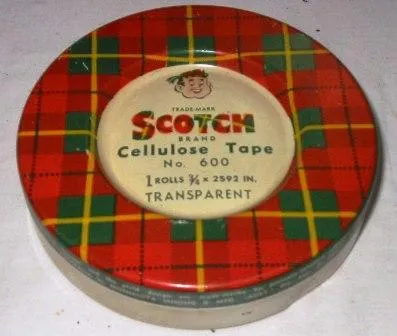 TRADE-MARK
SCOTCH
BRAND
Cellulose Tape
No. 600
1 ROLLS ¾ x 2592 IN.
TRANSPARENT